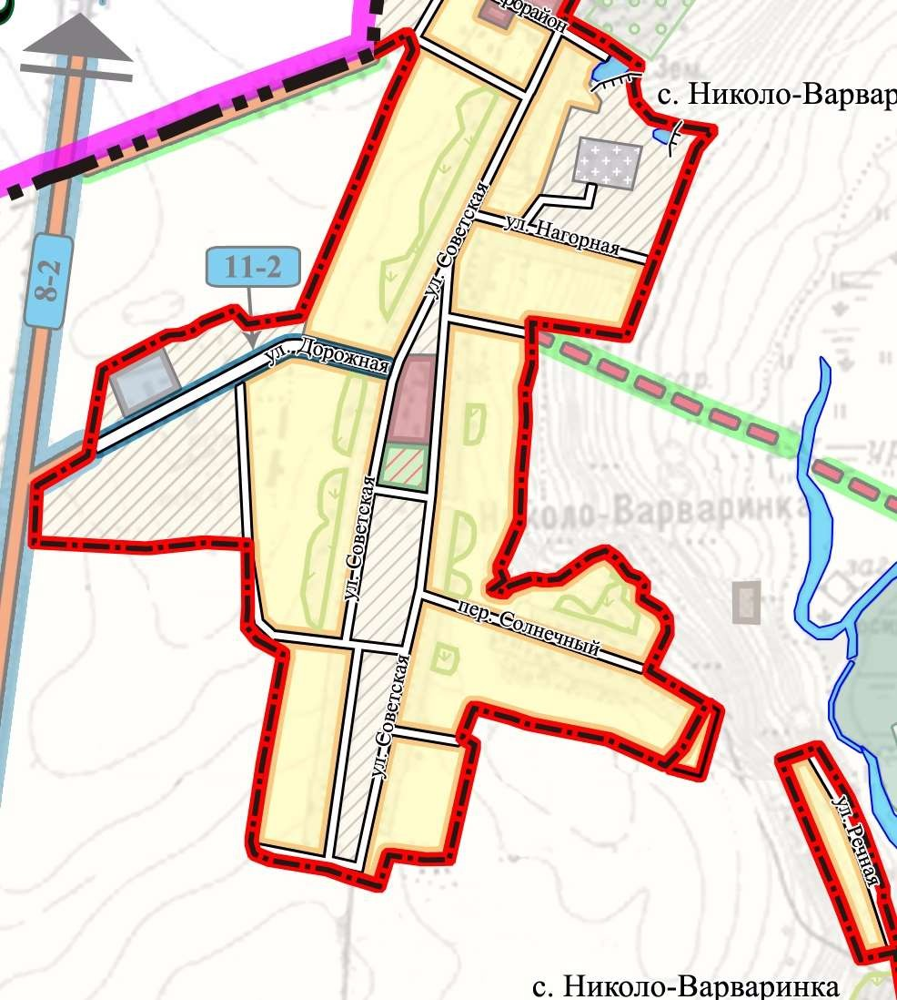 с. Николо-Варвар
ул. Советская
ул. Нагорная
8-2
11-2
ул. Дорожная
ул. Советская
Николо-Варваринка
пер. Солнечный
ул. Советская
ул. Речная
с. Николо-Варваринка